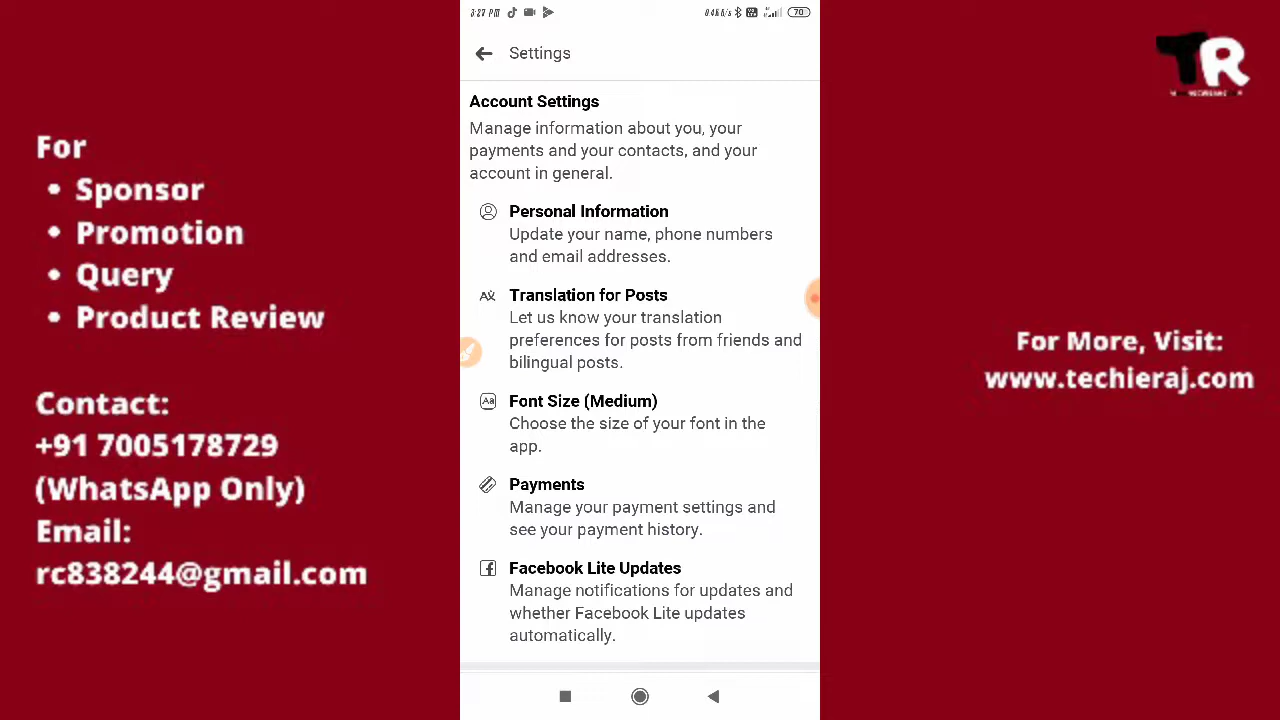 For
Sponsor
Promotion
Query
Product Review
Contact:
+91 7005178729
(WhatsApp Only)
Email:
rc838244@gmail.com
3:27 PM
70
Settings
Account Settings
Manage information about you, your
payments and your contacts, and your
account in general.
Personal Information
Update your name, phone numbers
and email addresses.
Translation for Posts
Let us know your translation
preferences for posts from friends and
bilingual posts.
Font Size (Medium)
Choose the size of your font in the
app.
Payments
Manage your payment settings and
see your payment history.
Facebook Lite Updates
Manage notifications for updates and
whether Facebook Lite updates
automatically.
TR
For More, Visit:
www.techieraj.com